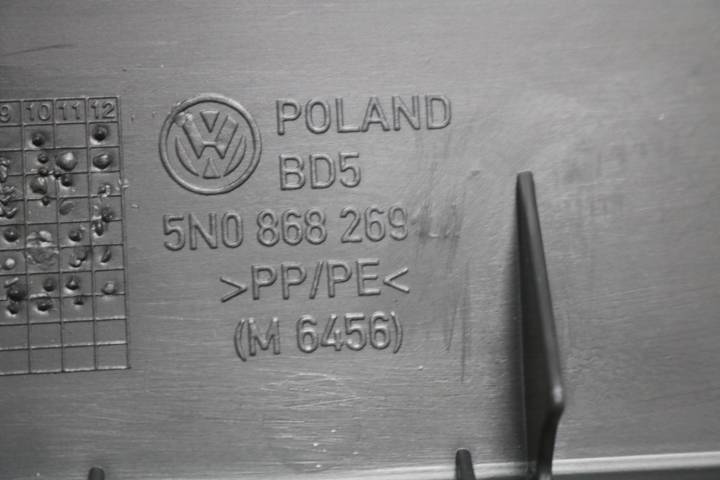 9 10 11 12
POLAND
BD5
5N0 868 269
>PP/PE<
(M 6456)